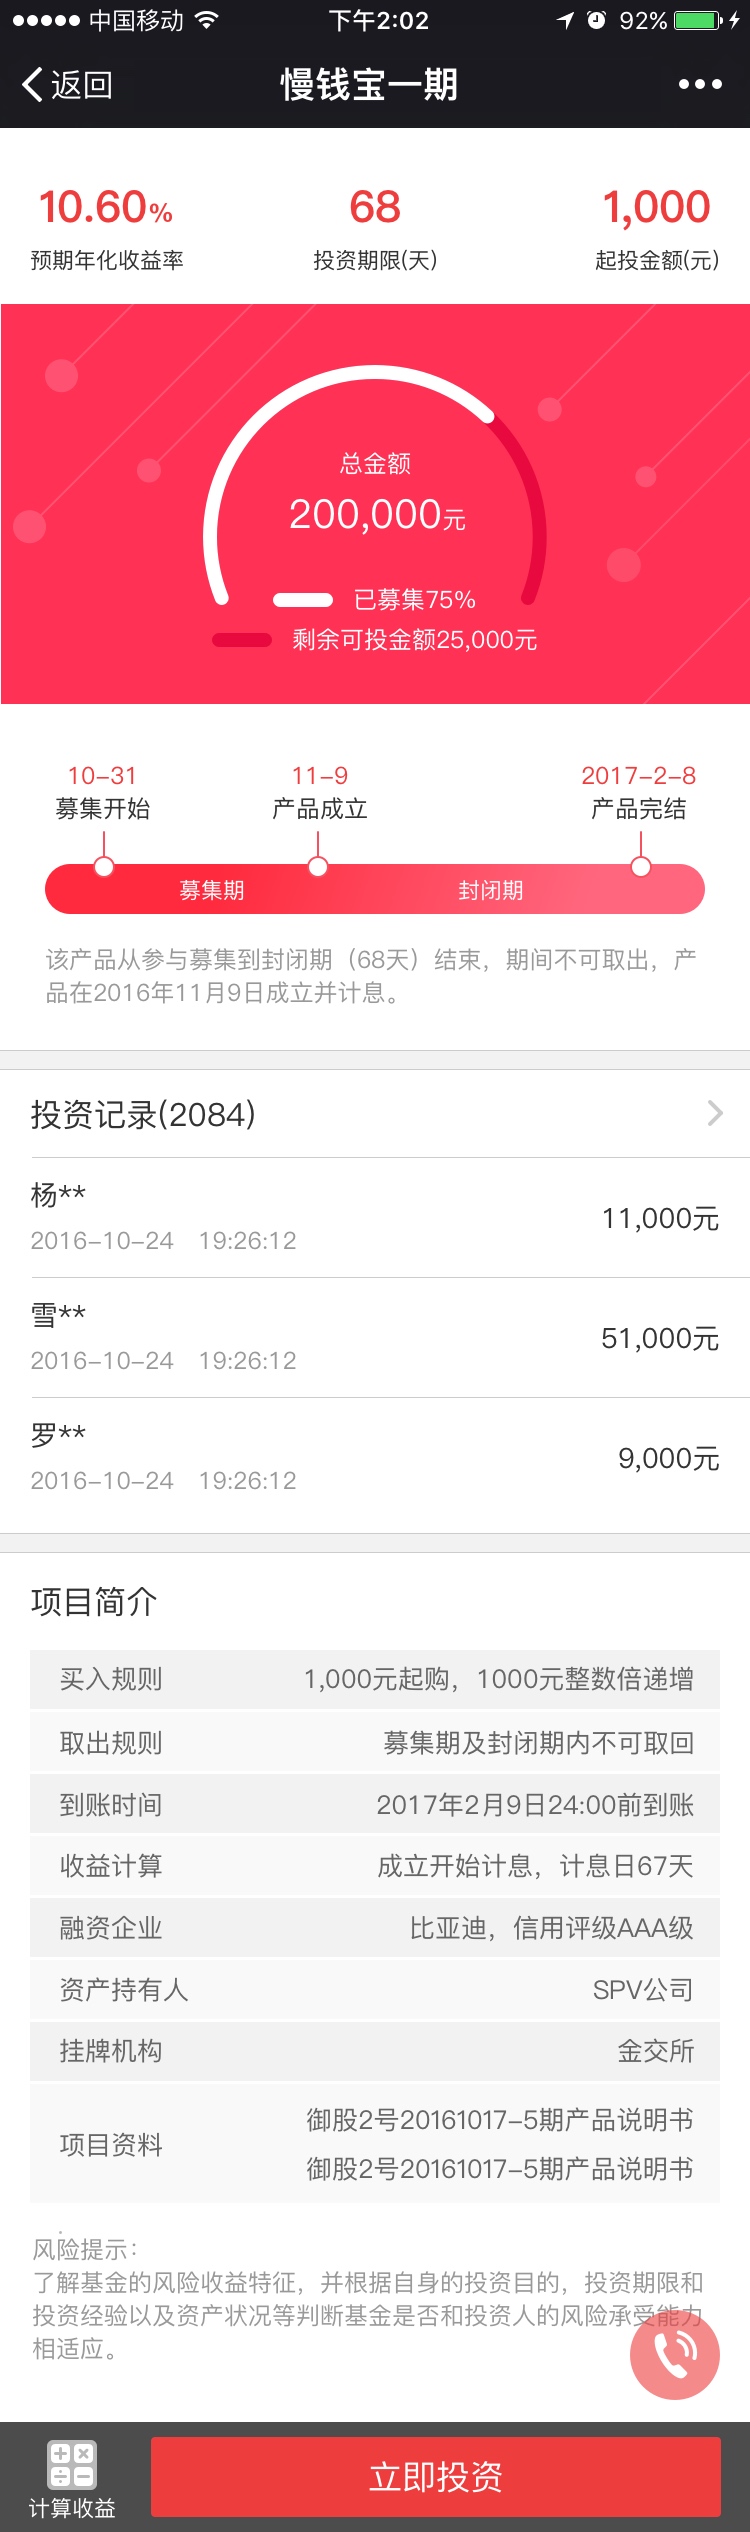 中国移动 下午2:02 92%
返回 慢钱宝一期
10.60% 68 1,000
预期年化收益率 投资期限(天) 起投金额(元)
总金额
200,000元
已募集75%
剩余可投金额25,000元
10-31 11-9 2017-2-8
募集开始 产品成立 产品完结
募集期 封闭期
该产品从参与募集到封闭期（68天）结束，期间不可取出，产
品在2016年11月9日成立并计息。
投资记录(2084)
杨**
11,000元
2016-10-24 19:26:12
雪**
51,000元
2016-10-24 19:26:12
罗**
9,000元
2016-10-24 19:26:12
项目简介
买入规则 1,000元起购，1000元整数倍递增
取出规则 募集期及封闭期内不可取回
到账时间 2017年2月9日24:00前到账
收益计算 成立开始计息，计息日67天
融资企业 比亚迪，信用评级AAA级
资产持有人 SPV公司
挂牌机构 金交所
项目资料 御股2号20161017-5期产品说明书
御股2号20161017-5期产品说明书
风险提示：
了解基金的风险收益特征，并根据自身的投资目的，投资期限和
投资经验以及资产状况等判断基金是否和投资人的风险承受能力
相适应。
计算收益 立即投资